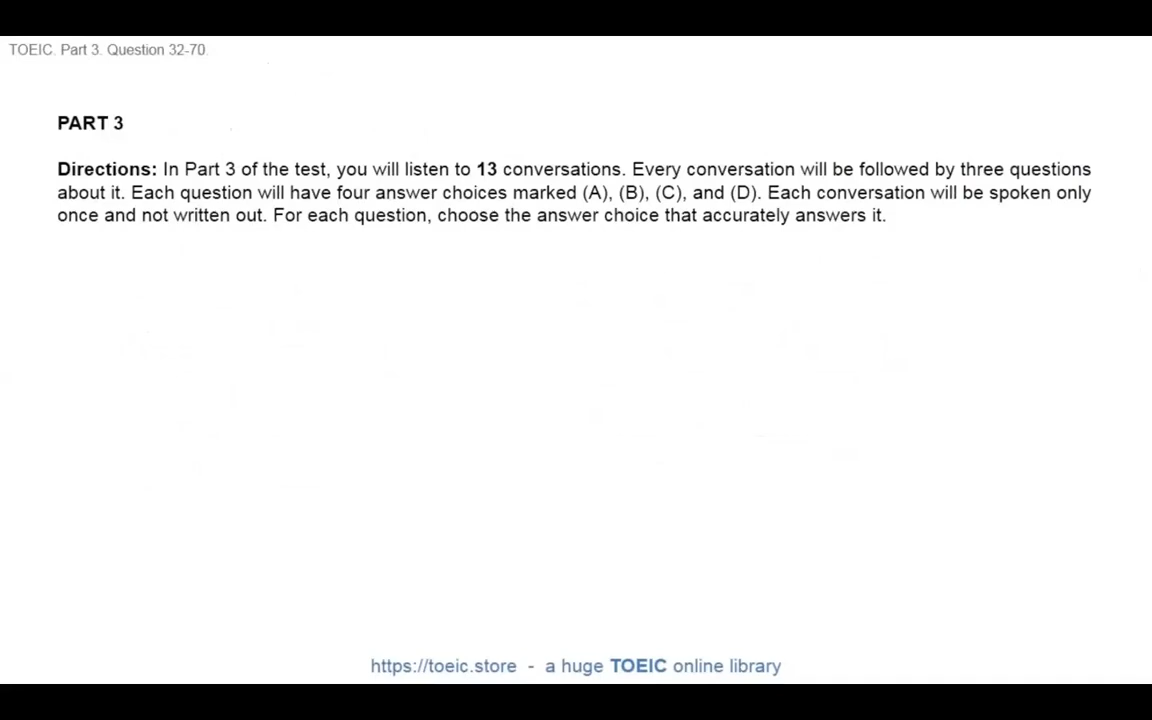 TOEIC. Part 3. Question 32-70.
PART 3
Directions: In Part 3 of the test, you will listen to 13 conversations. Every conversation will be followed by three questions
about it. Each question will have four answer choices marked (A), (B), (C), and (D). Each conversation will be spoken only
once and not written out. For each question, choose the answer choice that accurately answers it.
https://toeic.store - a huge TOEIC online library